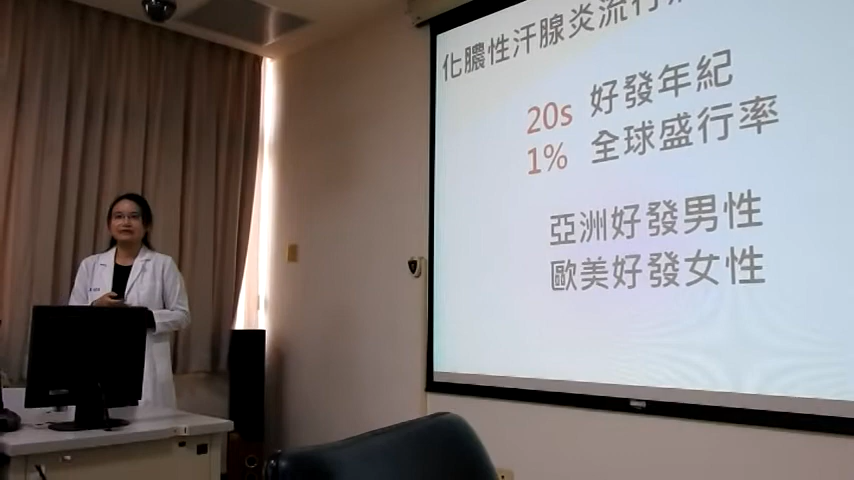 化膿性汗腺炎流行
20s 好發年紀
1% 全球盛行率
亞洲好發男性
歐美好發女性